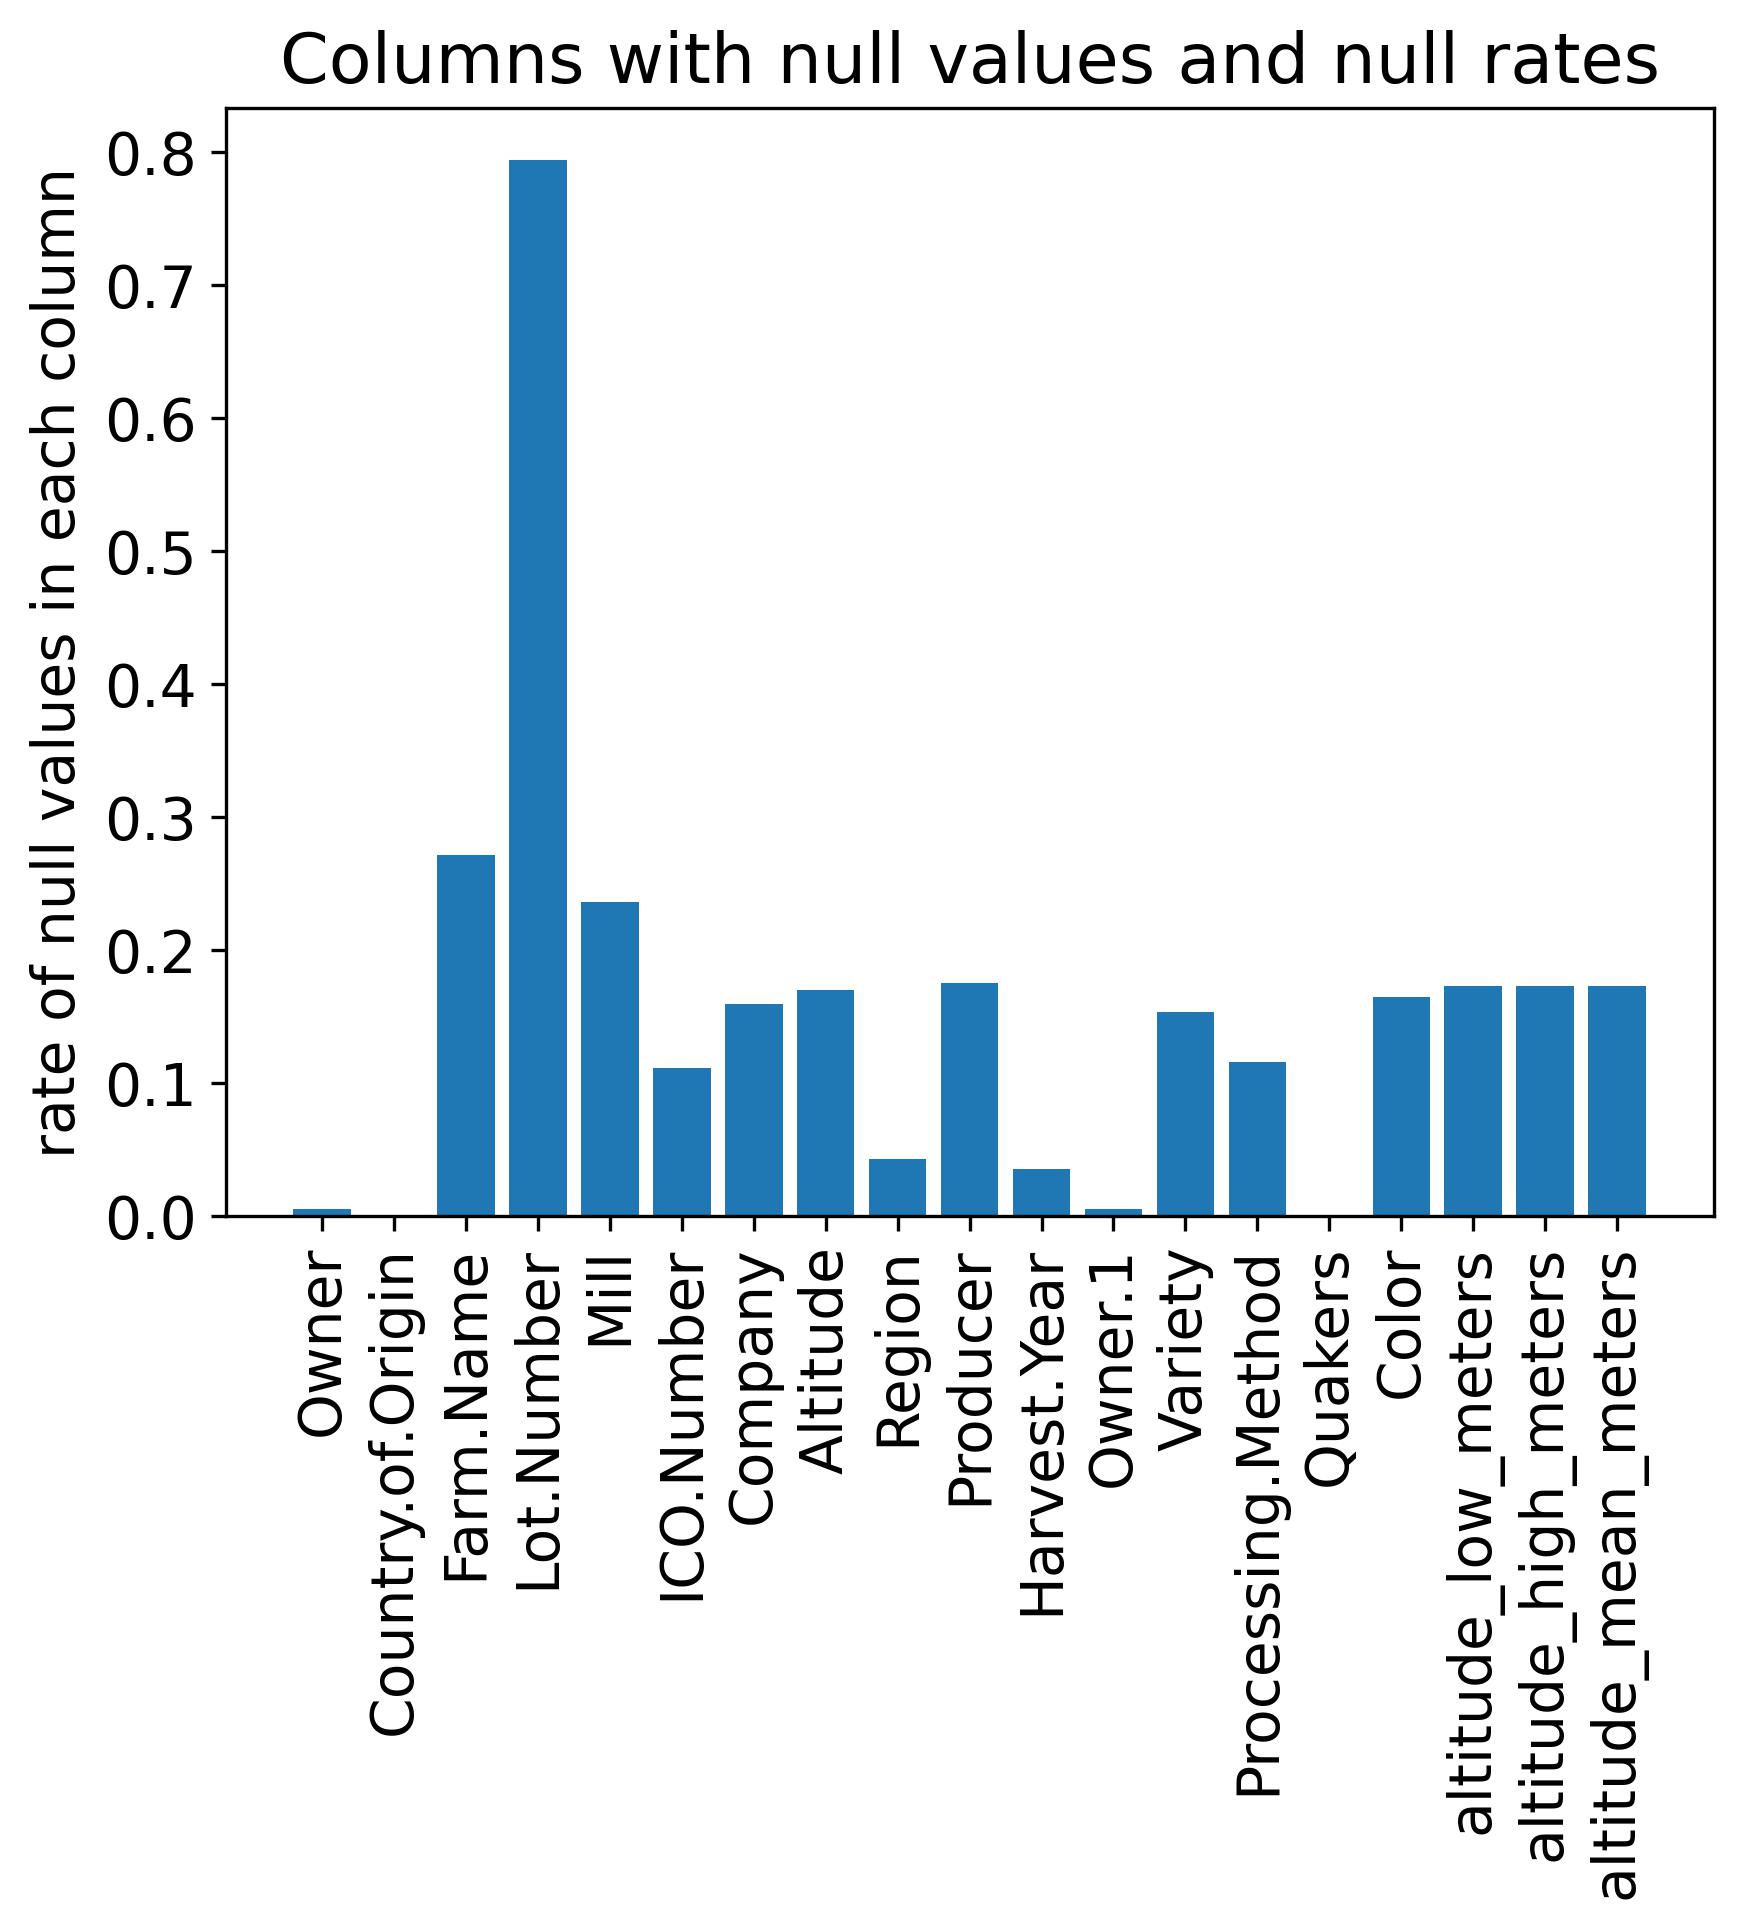 Columns with null values and null rates
rate of null values in each column
0.8
0.7
0.6
0.5
0.4
0.3
0.2
0.1
0.0
Owner
Country.of.Origin
Farm.Name
Lot.Number
Mill
ICO.Number
Company
Altitude
Region
Producer
Harvest.Year
Owner.1
Variety
Processing.Method
Quakers
Color
altitude_low_meters
altitude_high_meters
altitude_mean_meters